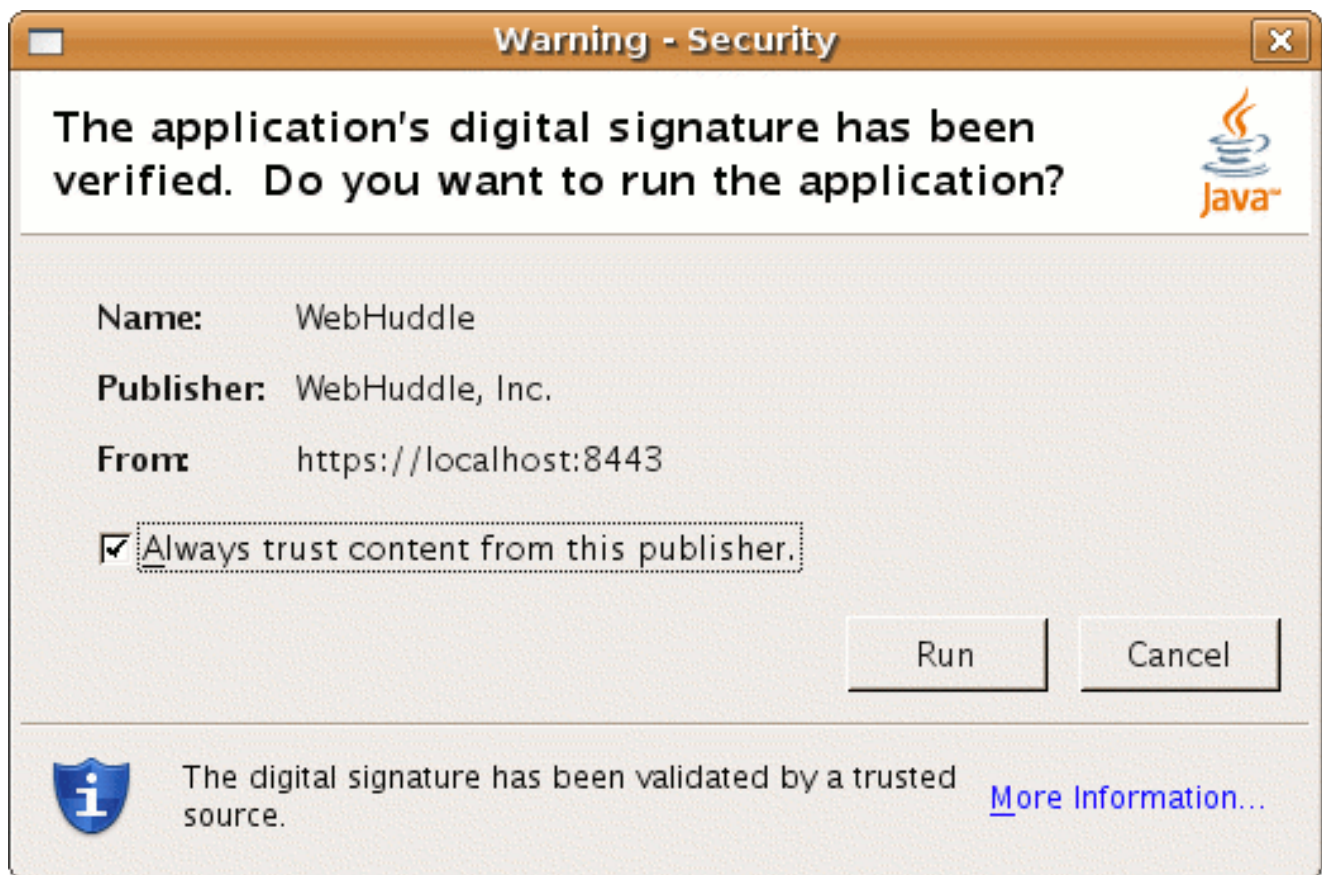 Warning - Security
The application's digital signature has been
verified.  Do you want to run the application?
Java™
Name: WebHuddle
Publisher: WebHuddle, Inc.
From: https://localhost:8443
Always trust content from this publisher.
Run Cancel
The digital signature has been validated by a trusted
source.
More Information...